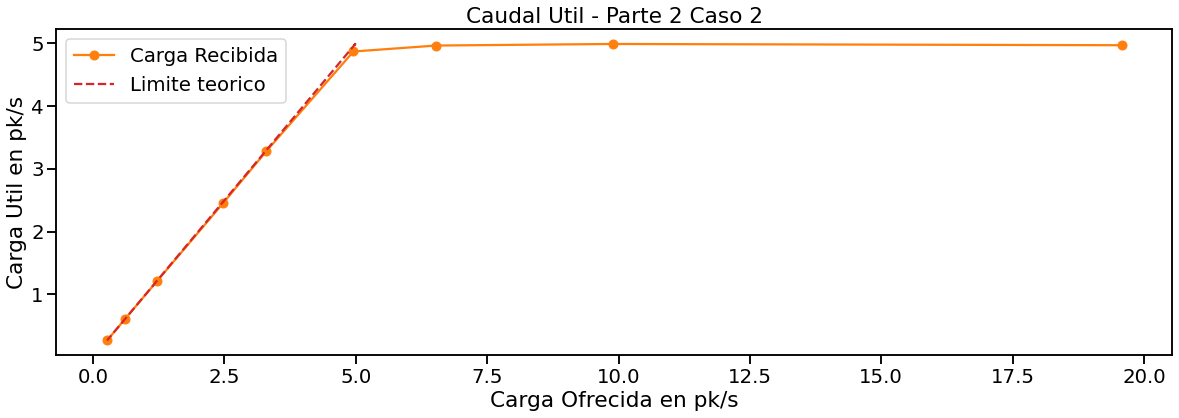 Caudal Util - Parte 2 Caso 2
Carga Recibida
Limite teorico
Carga Util en pk/s
5
4
3
2
1
0.0 2.5 5.0 7.5 10.0 12.5 15.0 17.5 20.0
Carga Ofrecida en pk/s